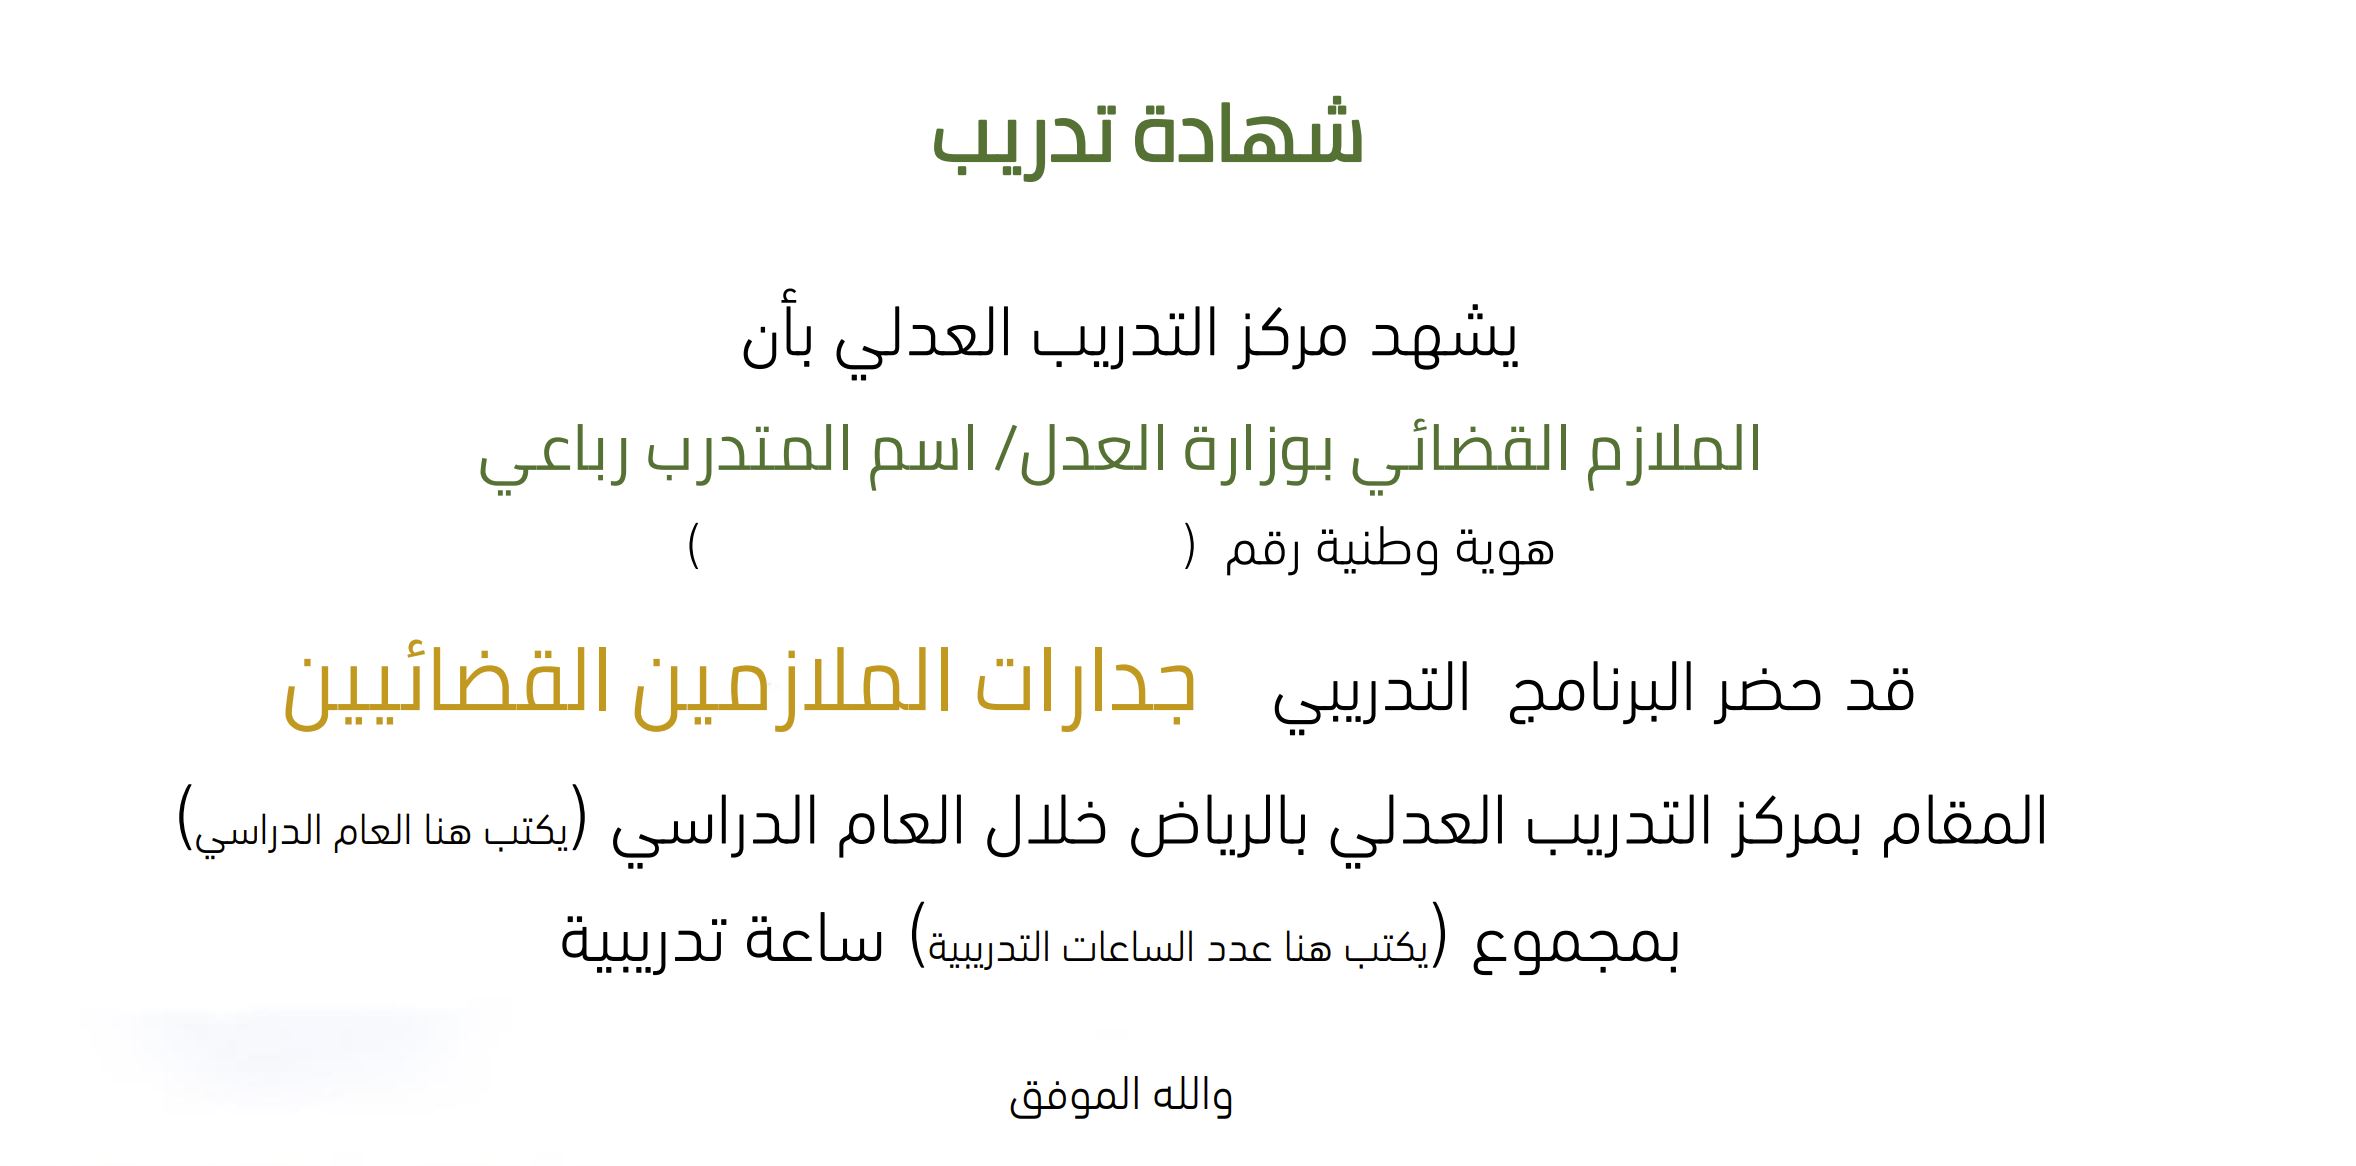 شهادة تدريب
يشهد مركز التدريب العدلي بأن
الملازم القضائي بوزارة العدل/ اسم المتدرب رباعي
هوية وطنية رقم (                    )
قد حضر البرنامج التدريبي جدارات الملازمين القضائيين
المقام بمركز التدريب العدلي بالرياض خلال العام الدراسي (يكتب هنا العام الدراسي)
بمجموع (يكتب هنا عدد الساعات التدريبية) ساعة تدريبية
والله الموفق